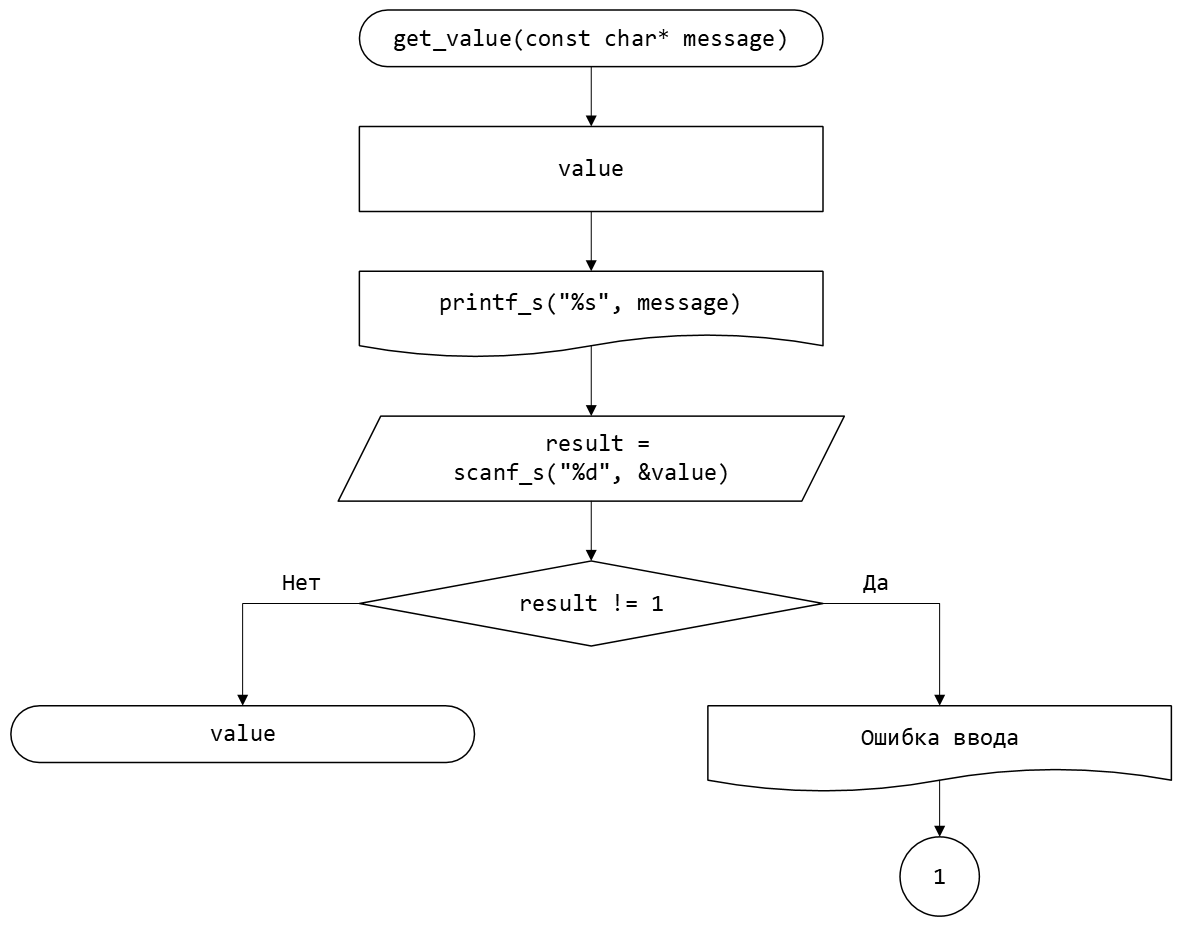 get_value(const char* message)
value
printf_s("%s", message)
result =
scanf_s("%d", &value)
Нет
Да
result != 1
value
Ошибка ввода
1